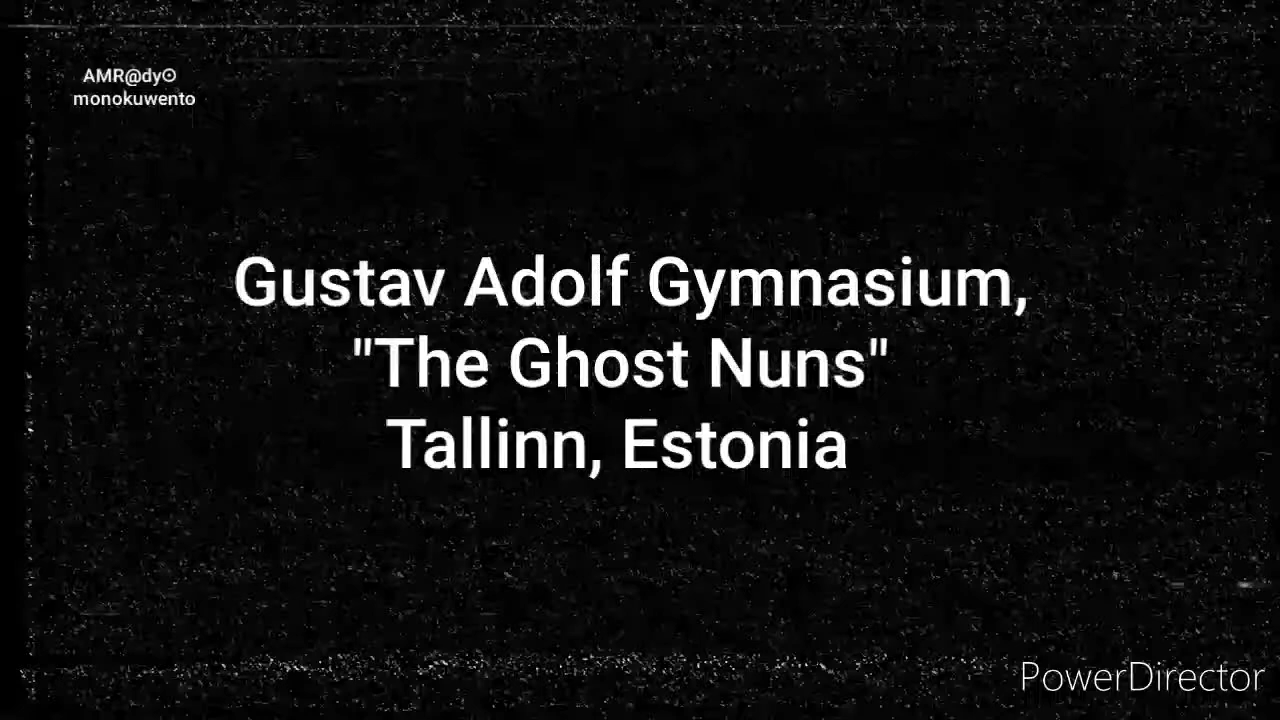 AMR@dy⊙
monokuwento
Gustav Adolf Gymnasium,
"The Ghost Nuns"
Tallinn, Estonia
PowerDirector